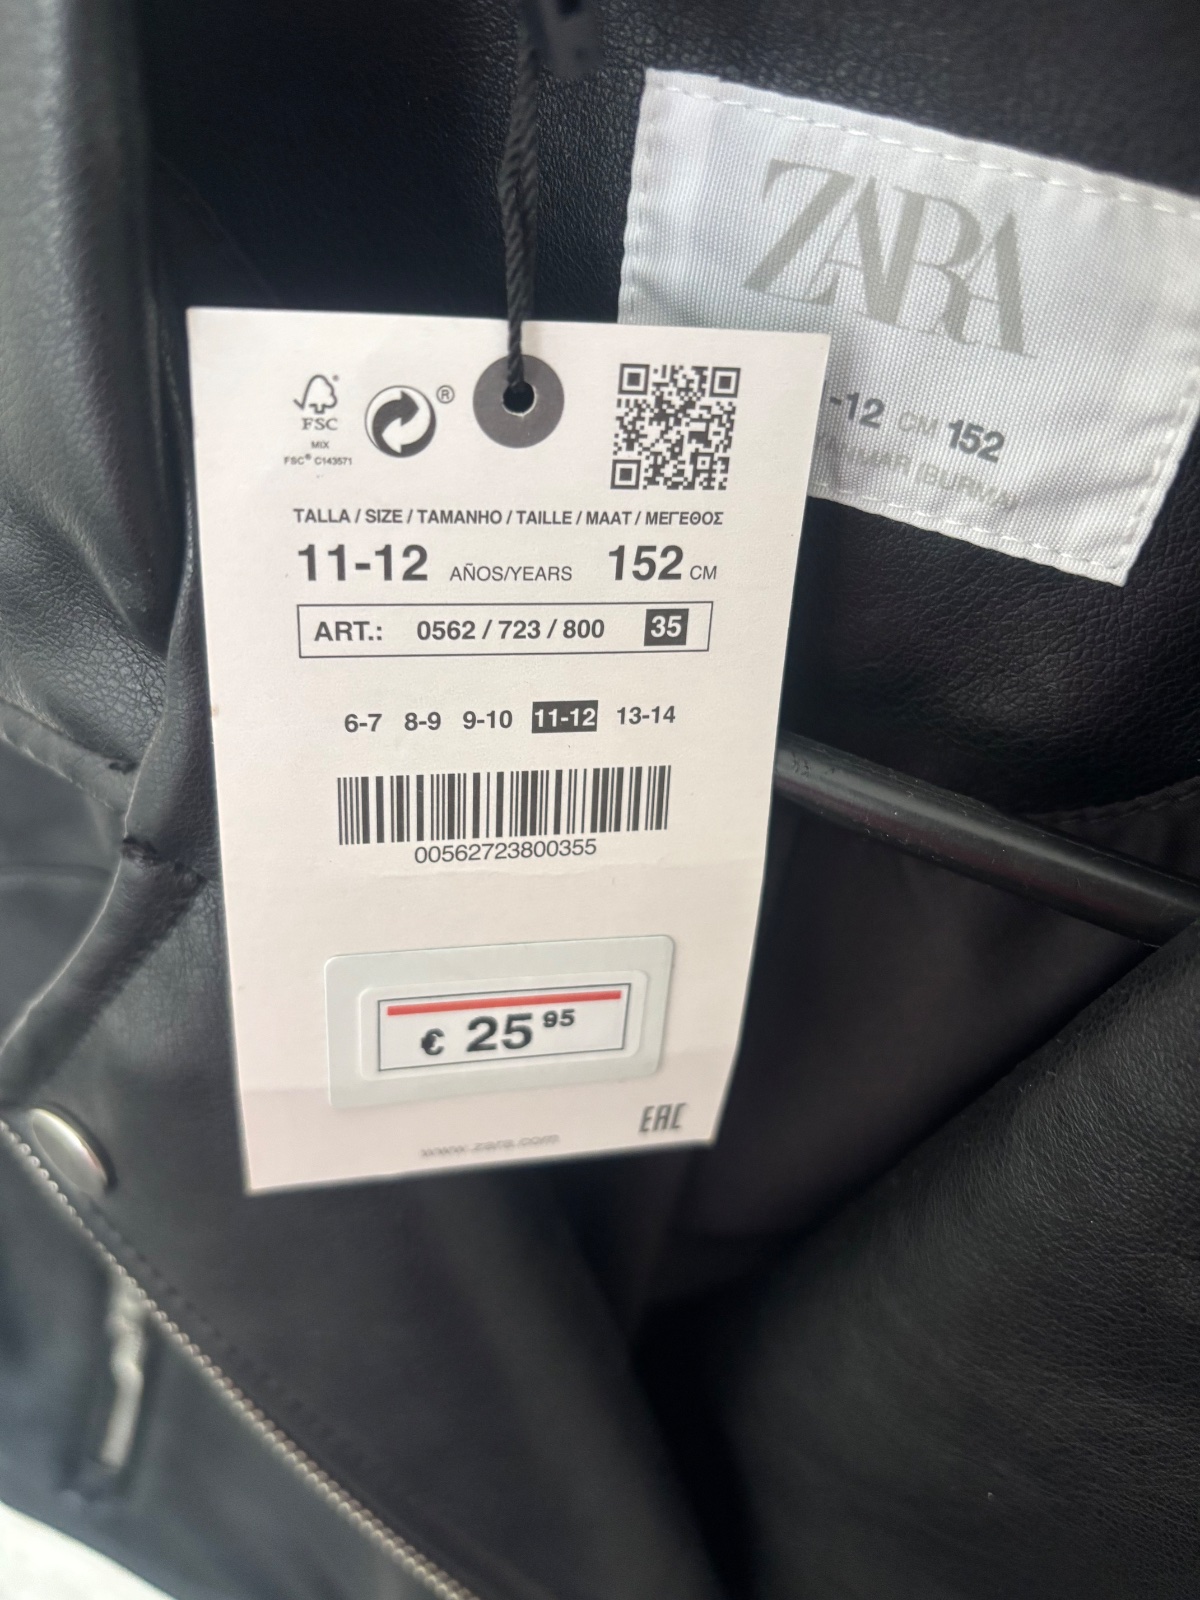 ZARA
-12 CM 152
FSC
MIX
FSC® C143571
®
TALLA / SIZE / TAMANHO / TAILLE / MAAT / ΜΕΓΕΘΟΣ
11-12 AÑOS/YEARS 152 CM
ART.: 0562 / 723 / 800 35
6-7 8-9 9-10 11-12 13-14
00562723800355
€ 25 95
EAC
www.zara.com